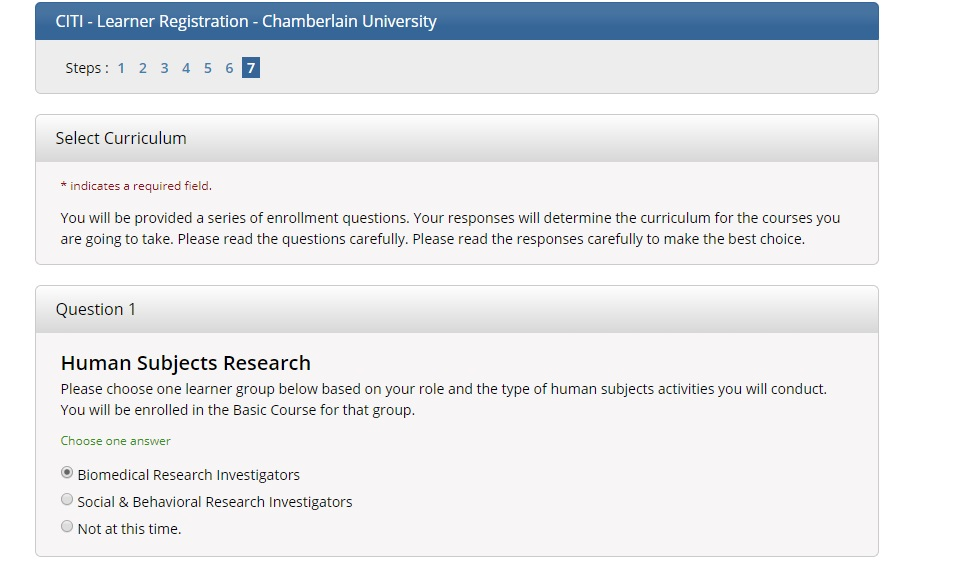 CITI - Learner Registration - Chamberlain University
Steps : 1 2 3 4 5 6 7
Select Curriculum
* indicates a required field.
You will be provided a series of enrollment questions. Your responses will determine the curriculum for the courses you
are going to take. Please read the questions carefully. Please read the responses carefully to make the best choice.
Question 1
Human Subjects Research
Please choose one learner group below based on your role and the type of human subjects activities you will conduct.
You will be enrolled in the Basic Course for that group.
Choose one answer
Biomedical Research Investigators
Social & Behavioral Research Investigators
Not at this time.